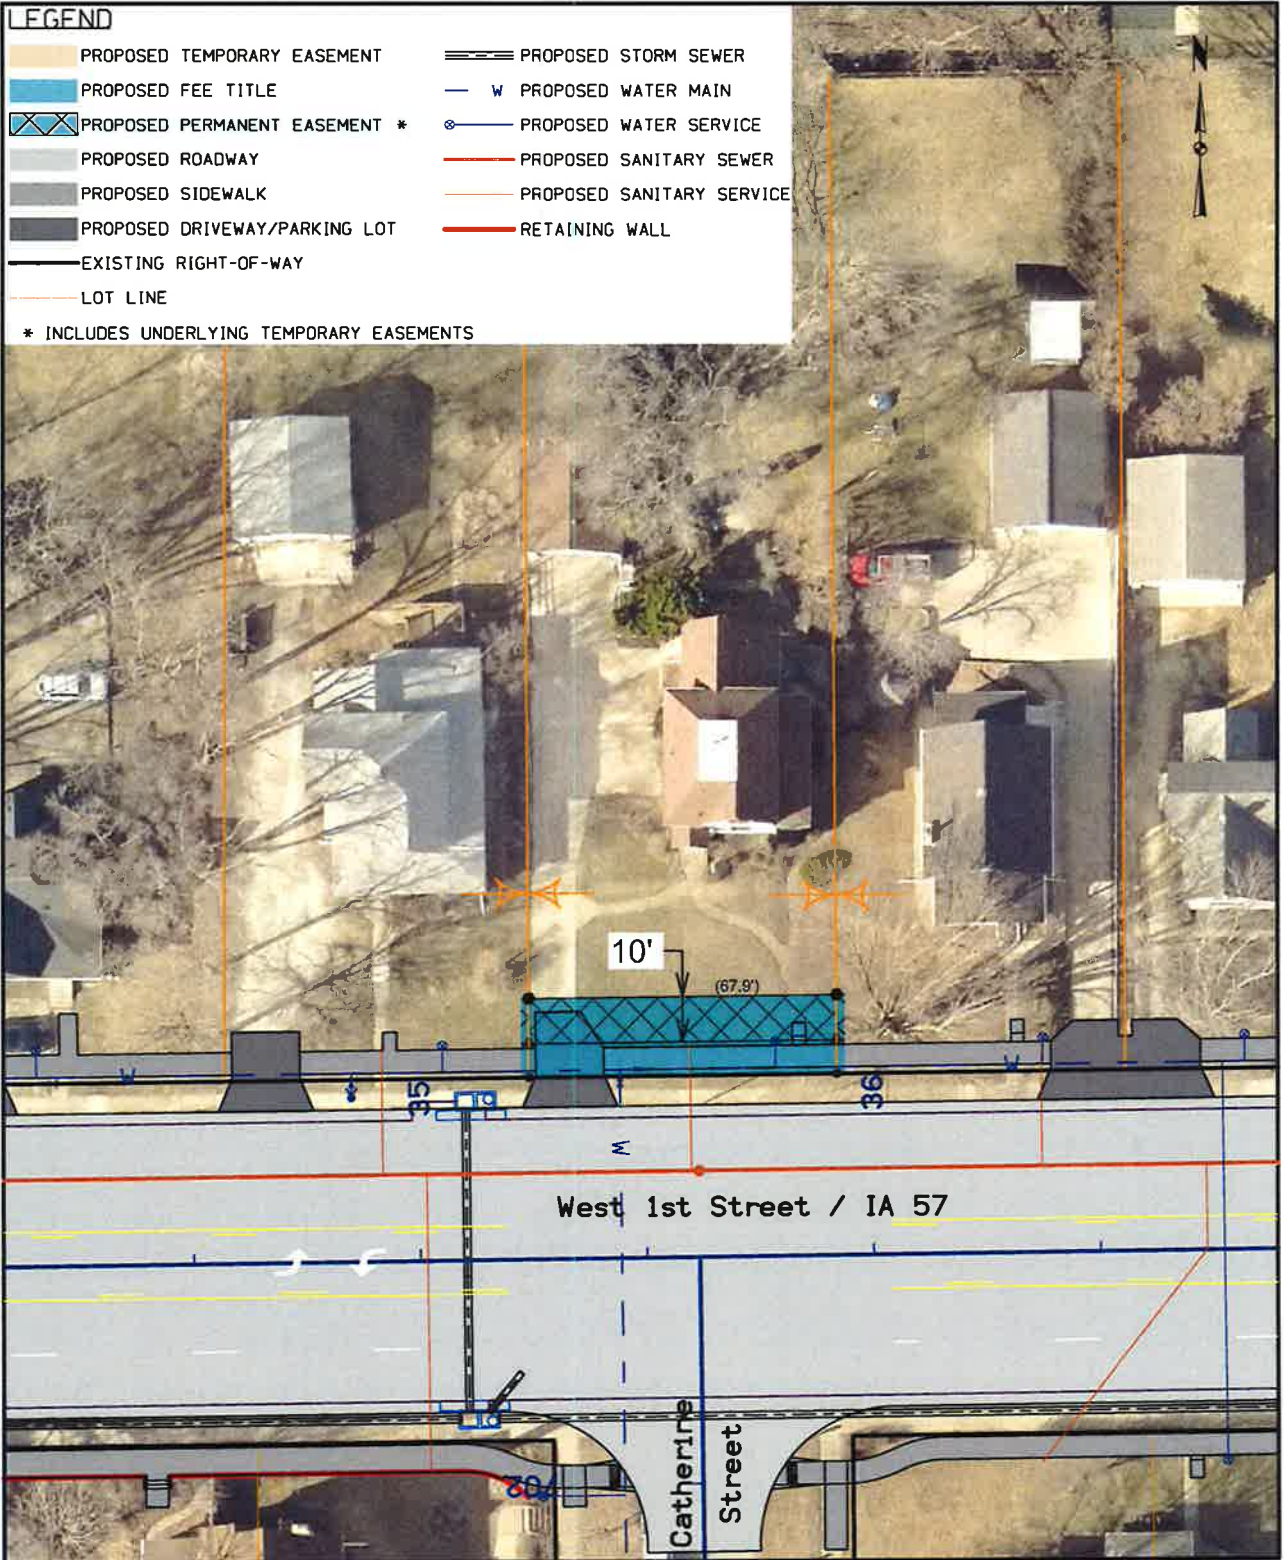 LEGEND
PROPOSED TEMPORARY EASEMENT
PROPOSED FEE TITLE
PROPOSED PERMANENT EASEMENT *
PROPOSED ROADWAY
PROPOSED SIDEWALK
PROPOSED DRIVEWAY/PARKING LOT
EXISTING RIGHT-OF-WAY
LOT LINE
* INCLUDES UNDERLYING TEMPORARY EASEMENTS
PROPOSED STORM SEWER
W PROPOSED WATER MAIN
PROPOSED WATER SERVICE
PROPOSED SANITARY SEWER
PROPOSED SANITARY SERVICE
RETAINING WALL
N
10'
(67.9')
W
W
35
36
W
West 1st Street / IA 57
Catherine
Street
702